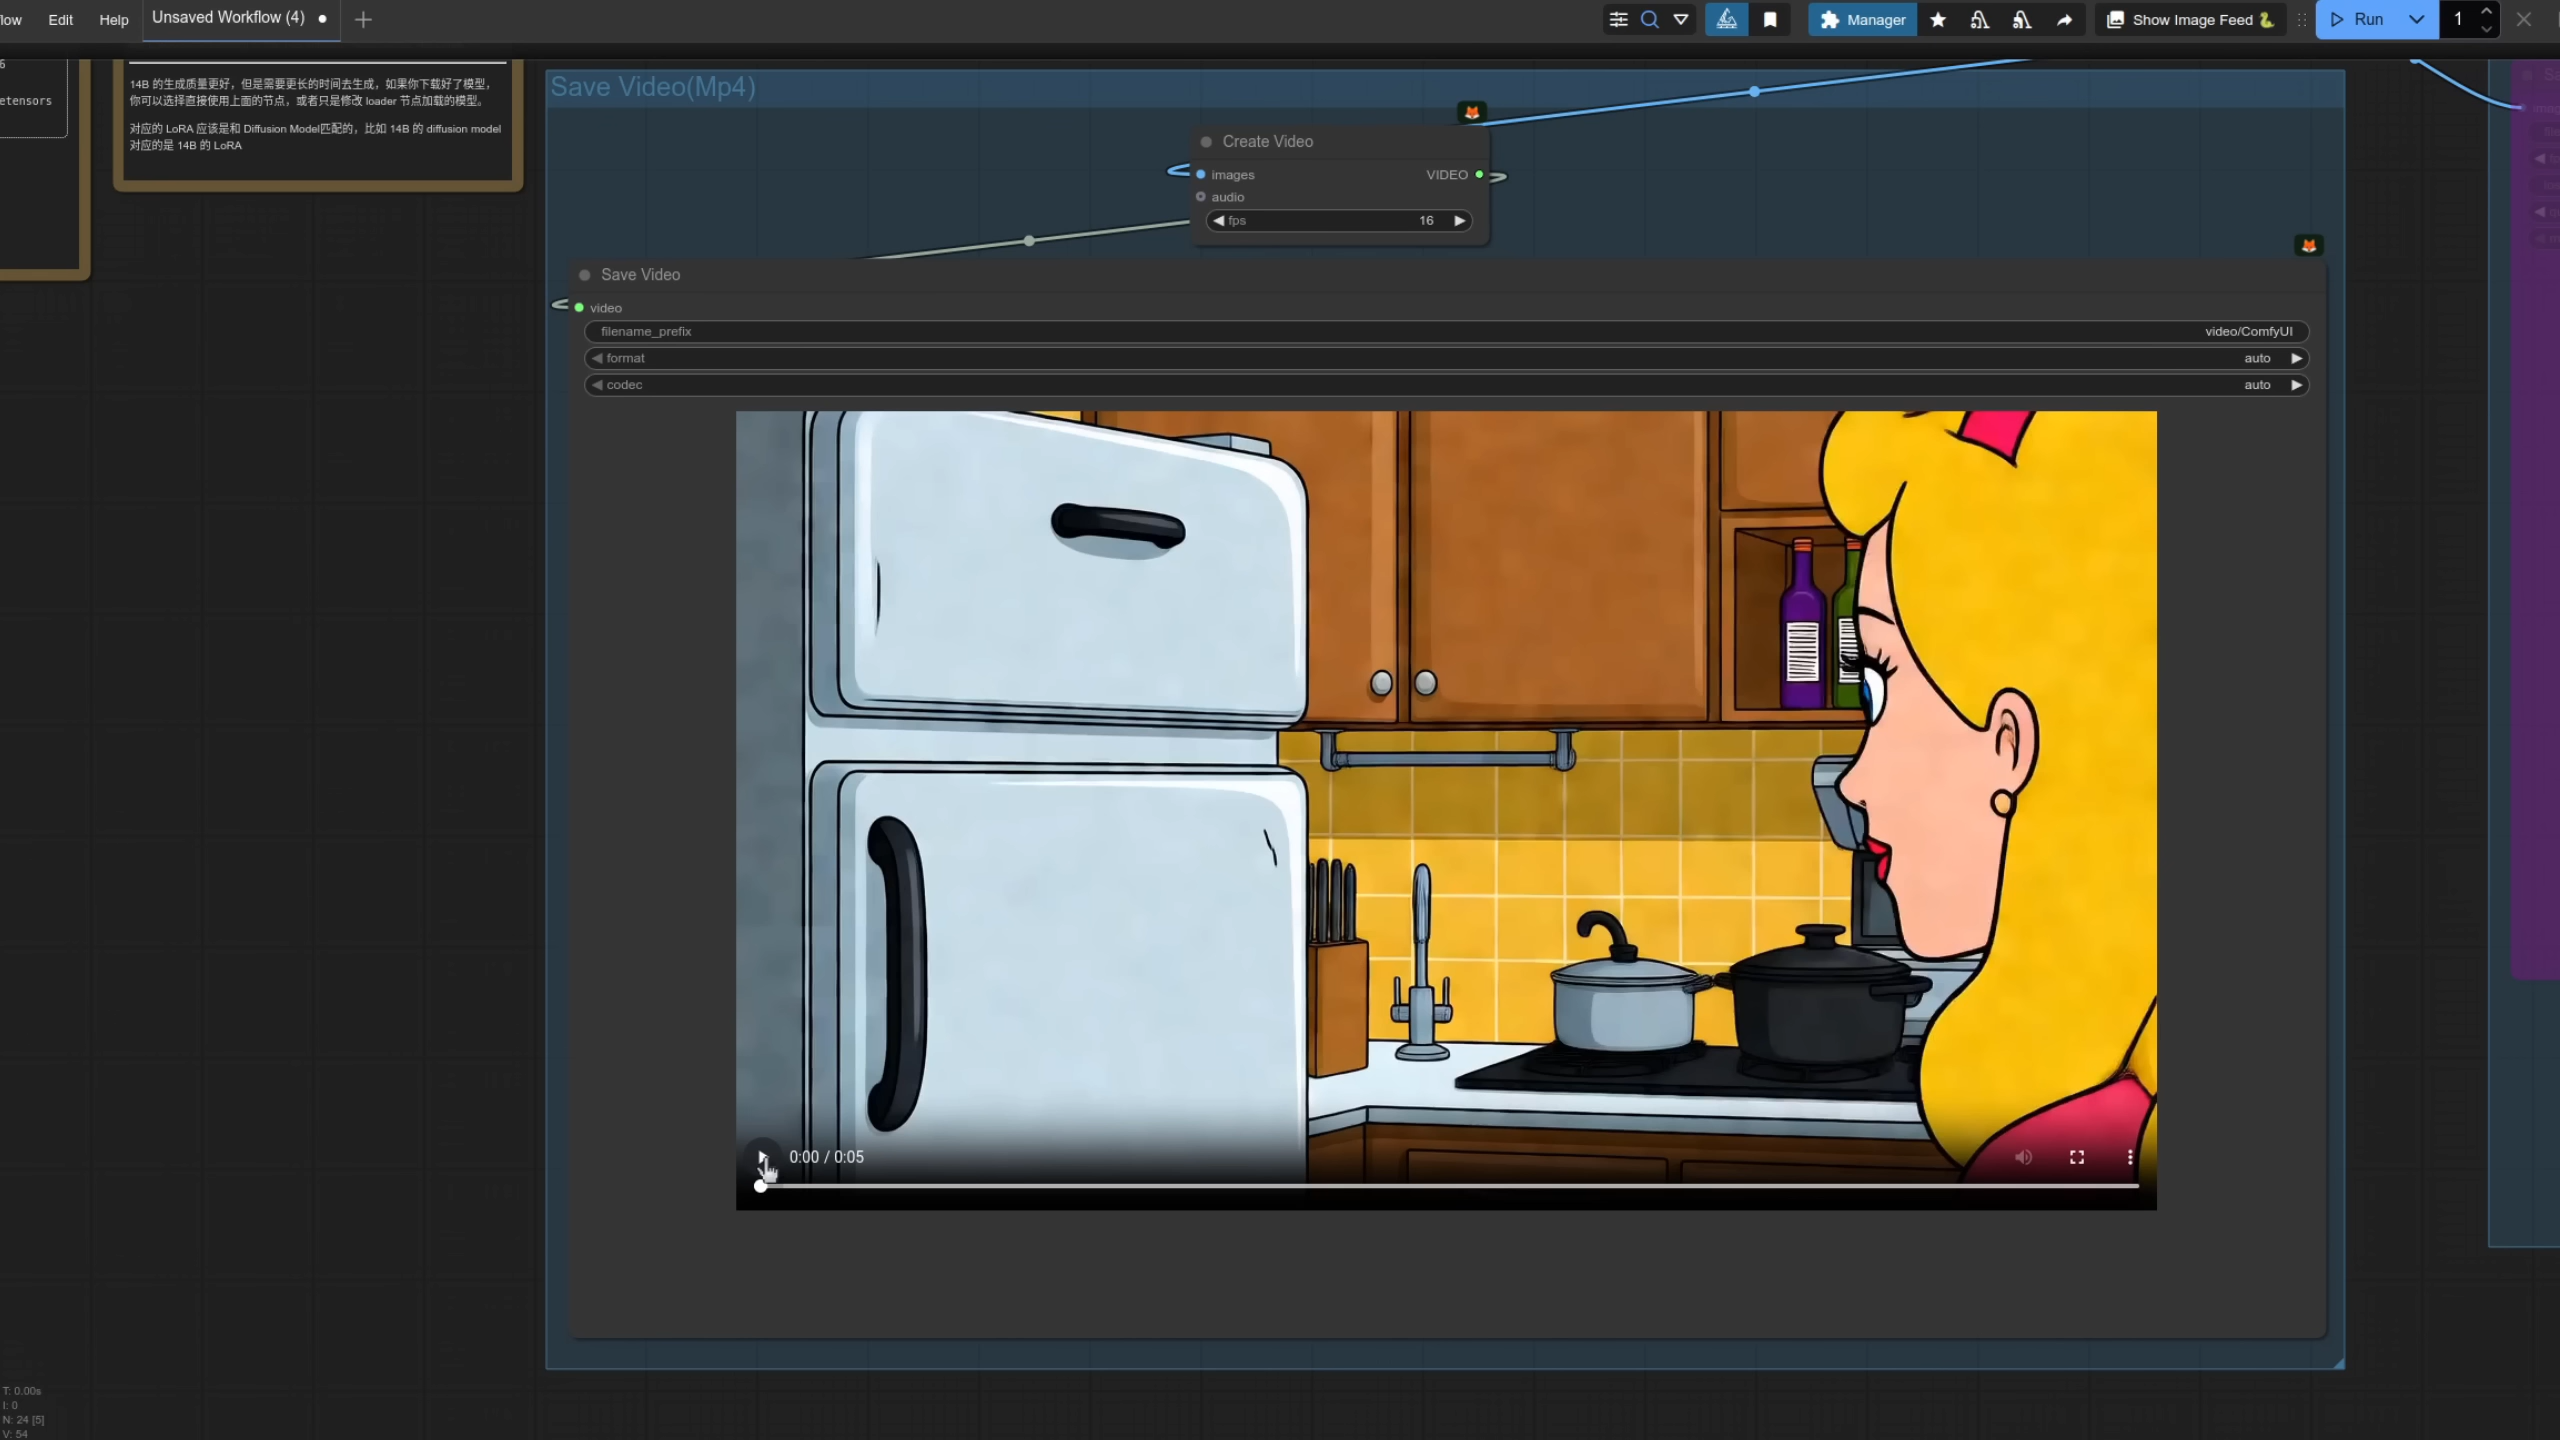 low Edit Help Unsaved Workflow (4) Manager Show Image Feed Run 1
6
etensors
14B 的生成质量更好，但是需要更长的时间去生成，如果你下载好了模型，
你可以选择直接使用上面的节点，或者只是修改 loader 节点加载的模型。
对应的 LoRA 应该是和 Diffusion Model匹配的，比如 14B 的 diffusion model
对应的是 14B 的 LoRA
Save Video(Mp4)
Create Video
images VIDEO
audio
fps 16
Save Video
video
filename_prefix video/ComfyUI
format auto
codec auto
0:00 / 0:05
T: 0.00s
I: 0
N: 24 [5]
V: 54